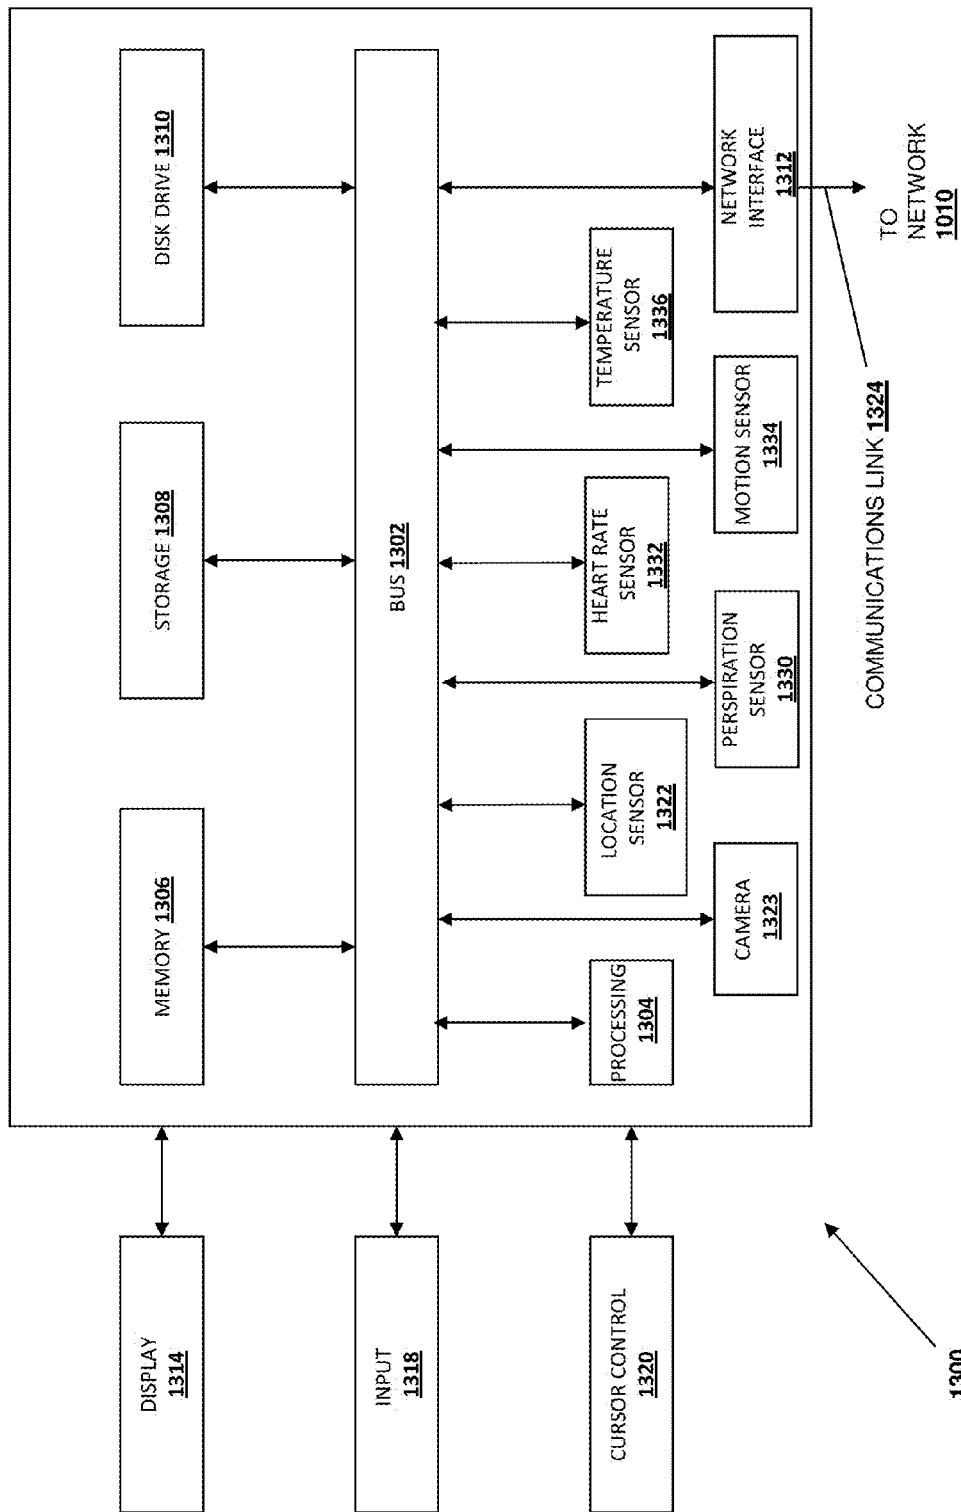 DISPLAY
1314
INPUT
1318
CURSOR CONTROL
1320
MEMORY 1306
STORAGE 1308
DISK DRIVE 1310
BUS 1302
PROCESSING
1304
CAMERA
1323
LOCATION
SENSOR
1322
PERSPIRATION
SENSOR
1330
HEART RATE
SENSOR
1332
MOTION SENSOR
1334
TEMPERATURE
SENSOR
1336
NETWORK
INTERFACE
1312
COMMUNICATIONS LINK 1324
TO
NETWORK
1010
1300